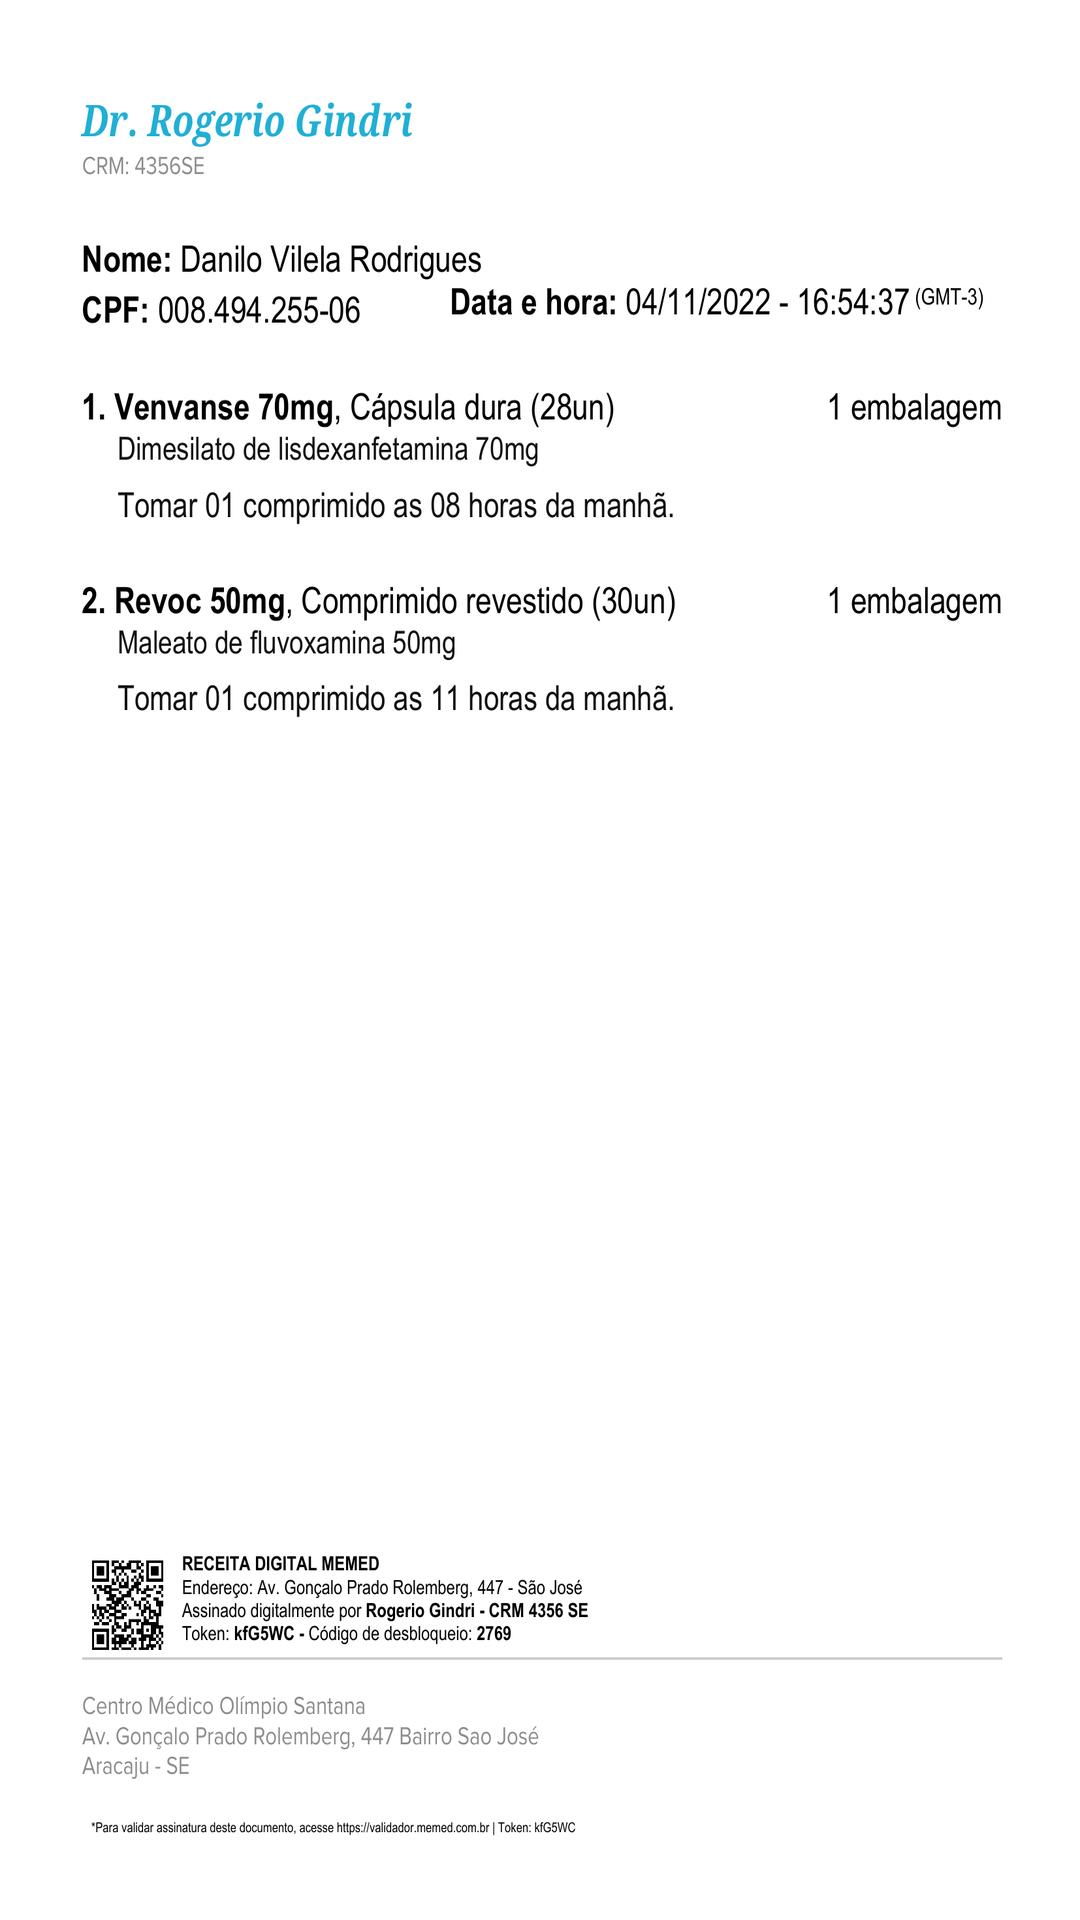 Dr. Rogerio Gindri
CRM: 4356SE
Nome: Danilo Vilela Rodrigues
CPF: 008.494.255-06
Data e hora: 04/11/2022 - 16:54:37 (GMT-3)
1. Venvanse 70mg, Cápsula dura (28un) 1 embalagem
Dimesilato de lisdexanfetamina 70mg
Tomar 01 comprimido as 08 horas da manhã.
2. Revoc 50mg, Comprimido revestido (30un) 1 embalagem
Maleato de fluvoxamina 50mg
Tomar 01 comprimido as 11 horas da manhã.
RECEITA DIGITAL MEMED
Endereço: Av. Gonçalo Prado Rolemberg, 447 - São José
Assinado digitalmente por Rogerio Gindri - CRM 4356 SE
Token: kfG5WC - Código de desbloqueio: 2769
Centro Médico Olímpio Santana
Av. Gonçalo Prado Rolemberg, 447 Bairro Sao José
Aracaju - SE
*Para validar assinatura deste documento, acesse https://validador.memed.com.br | Token: kfG5WC